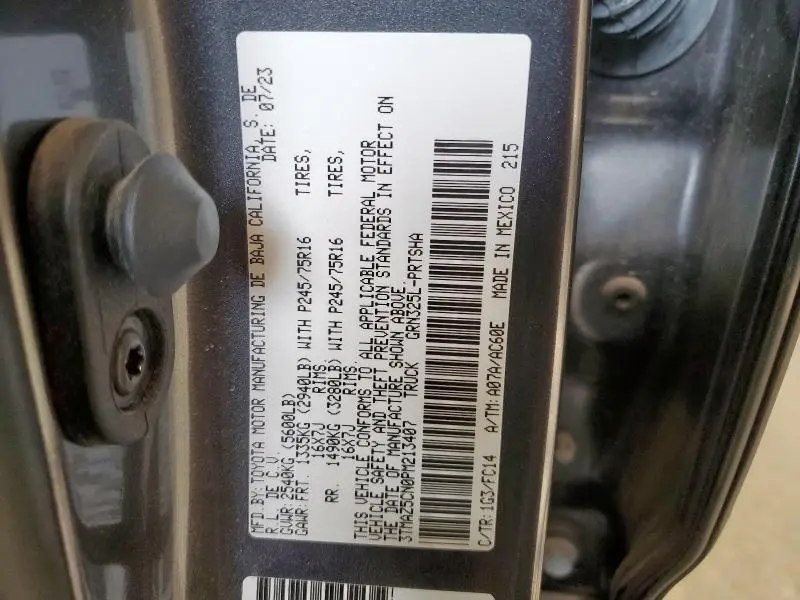 MFD.BY:TOYOTA MOTOR MANUFACTURING DE BAJA CALIFORNIA, S. DE
R.L. DE C.V. DATE: 07/23
GVWR:2540KG (5600LB)
GAWR:FRT. 1335KG (2940LB) WITH P245/75R16 TIRES,
16X7J RIMS
RR. 1490KG (3280LB) WITH P245/75R16 TIRES,
16X7J RIMS
THIS VEHICLE CONFORMS TO ALL APPLICABLE FEDERAL MOTOR
VEHICLE SAFETY AND THEFT PREVENTION STANDARDS IN EFFECT ON
THE DATE OF MANUFACTURE SHOWN ABOVE.
3TMAZ5CN0PM213407 TRUCK GRN325L-PRTSHA
C/TR:1G3/FC14 A/TM:A07A/AC60E MADE IN MEXICO 215